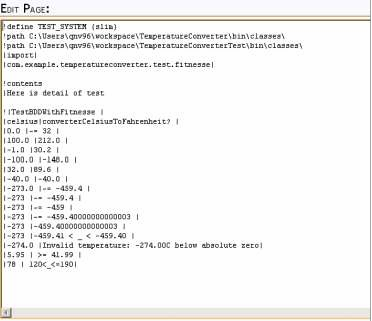 Edit Page:
!define TEST_SYSTEM {slim}
!path C:\Users\qnv96\workspace\TemperatureConverter\bin\classes\
!path C:\Users\qnv96\workspace\TemperatureConverterTest\bin\classes\
|import|
|com.example.temperatureconverter.test.fitnesse|
!contents
|Here is detail of test
!|TestBDDWithFitnesse |
|celsius|converterCelsiusToFahrenheit? |
|0.0 |~= 32 |
|100.0 |212.0 |
|-1.0 |30.2 |
|-100.0 |-148.0 |
|32.0 |89.6 |
|-40.0 |-40.0 |
|-273.0 |~= -459.4 |
|-273 |~= -459.4 |
|-273 |~= -459 |
|-273 |~= -459.40000000000003 |
|-273 |-459.40000000000003 |
|-273 |-459.41 < _ < -459.40 |
|-274.0 |Invalid temperature: -274.00C below absolute zero|
|5.95 | >= 41.99 |
|78 | 120<_<=190|